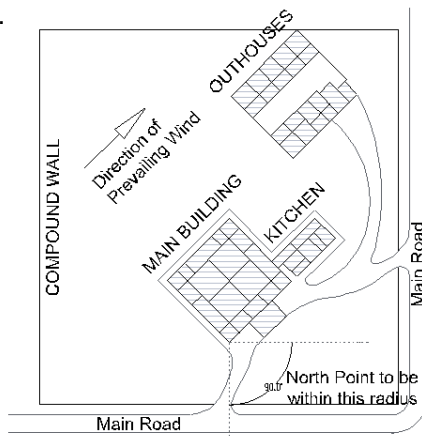 OUTHOUSES
Direction of
Prevalling Wind
COMPOUND WALL
MAIN BUILDING
KITCHEN
Main Road
North Point to be
within this radius
Main Road